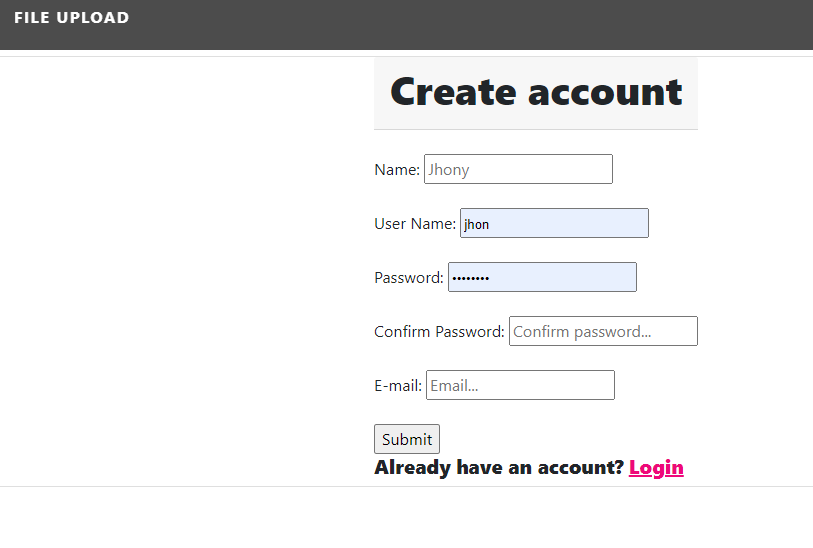 FILE UPLOAD
Create account
Name: Jhony
User Name: jhon
Password: ••••••••
Confirm Password: Confirm password...
E-mail: Email...
Submit
Already have an account? Login